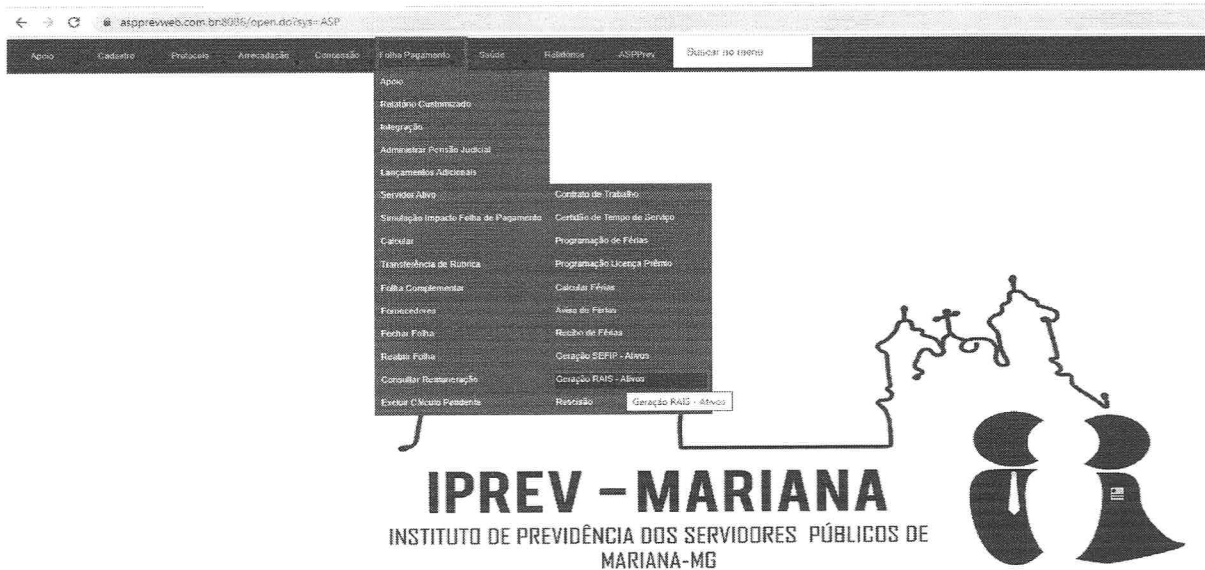 aspprevweb.com.br:8086/open.do?sys=ASP
Apoio Cadastro Protocolo Arrecadação Concessão Folha Pagamento Saúde Relatórios ASPPrev Buscar no menu
Apoio
Relatório Customizado
Integração
Administrar Pensão Judicial
Lançamentos Adicionais
Servidor Ativo
Simulação Impacto Folha de Pagamento
Calcular
Transferência de Rubrica
Folha Complementar
Fornecedores
Fechar Folha
Reabrir Folha
Consultar Remuneração
Excluir Cálculo Pendente
Contrato de Trabalho
Certidão de Tempo de Serviço
Programação de Férias
Programação Licença Prêmio
Calcular Férias
Aviso de Férias
Recibo de Férias
Geração SEFIP - Ativos
Geração RAIS - Ativos
Rescisão
Geração RAIS - Ativos
IPREV – MARIANA
INSTITUTO DE PREVIDÊNCIA DOS SERVIDORES PÚBLICOS DE
MARIANA-MG